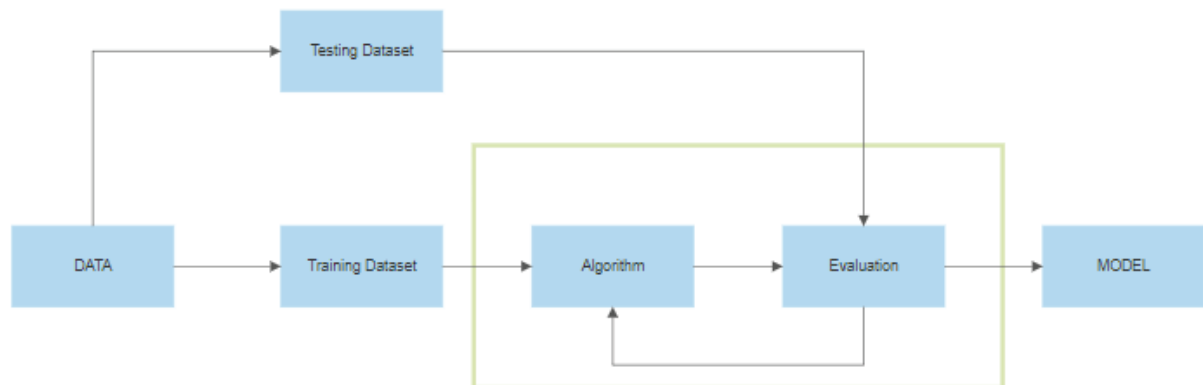 Testing Dataset
DATA
Training Dataset
Algorithm
Evaluation
MODEL